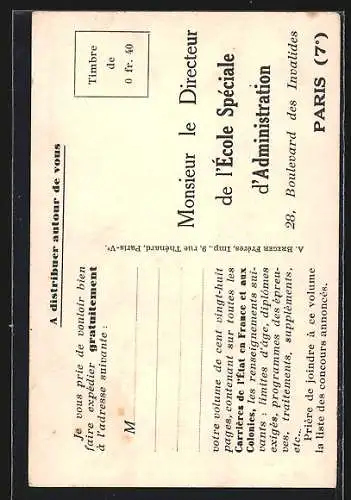 A distribuer autour de vous
Je vous prie de vouloir bien
faire expédier gratuitement
à l'adresse suivante :
M
votre volume de cent vingt-huit
pages, contenant sur toutes les
Carrières de l'État en France et aux
Colonies, les renseignements sui-
vants : limites d'âge, diplômes
exigés, programmes des épreu-
ves, traitements, suppléments,
etc...
Prière de joindre à ce volume
la liste des concours annoncés.
A. BREGER Frères, Imp., 9, rue Thénard, Paris-Vᵉ
Timbre
de
0 fr. 40
Monsieur le Directeur
de l'École Spéciale
d'Administration
28, Boulevard des Invalides
PARIS (7ᵉ)